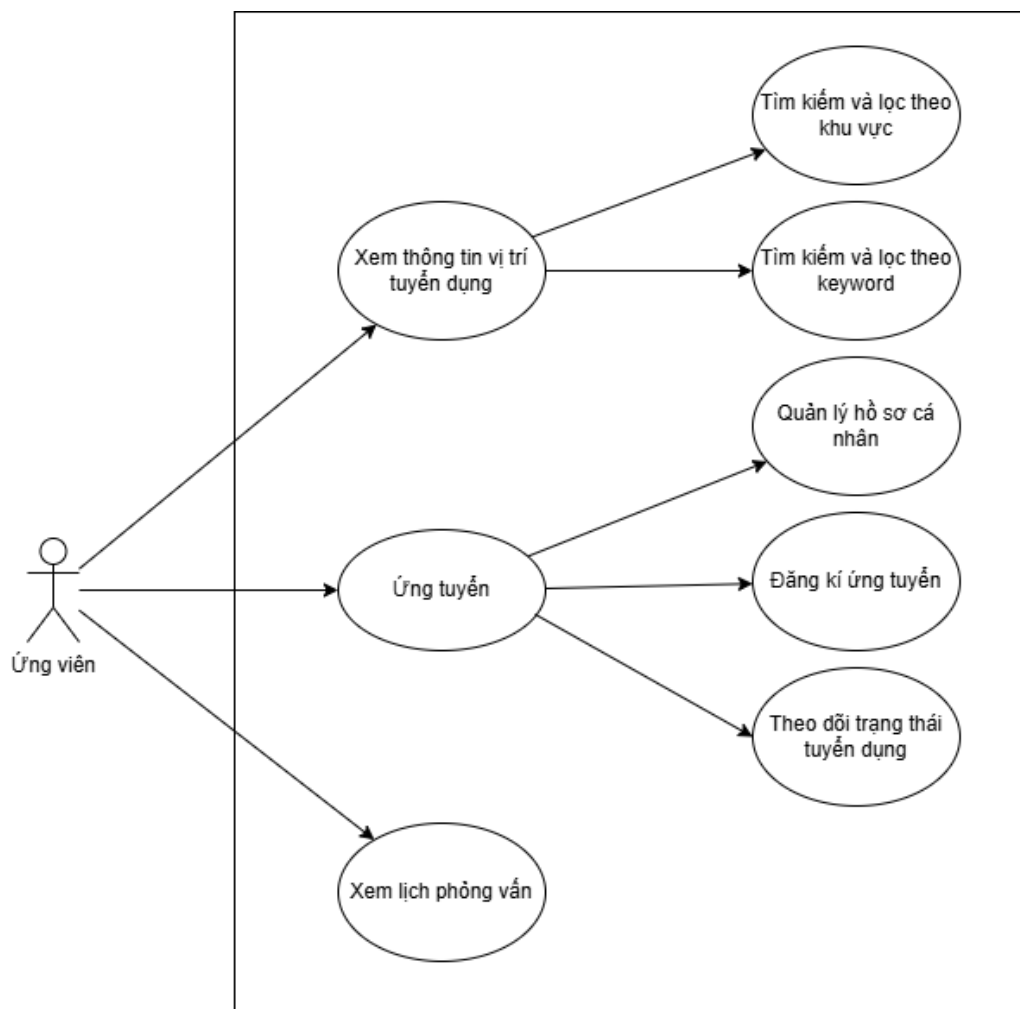 Tìm kiếm và lọc theo
khu vực
Xem thông tin vị trí
tuyển dụng
Tìm kiếm và lọc theo
keyword
Quản lý hồ sơ cá
nhân
Ứng tuyển
Đăng kí ứng tuyển
Ứng viên
Theo dõi trạng thái
tuyển dụng
Xem lịch phỏng vấn